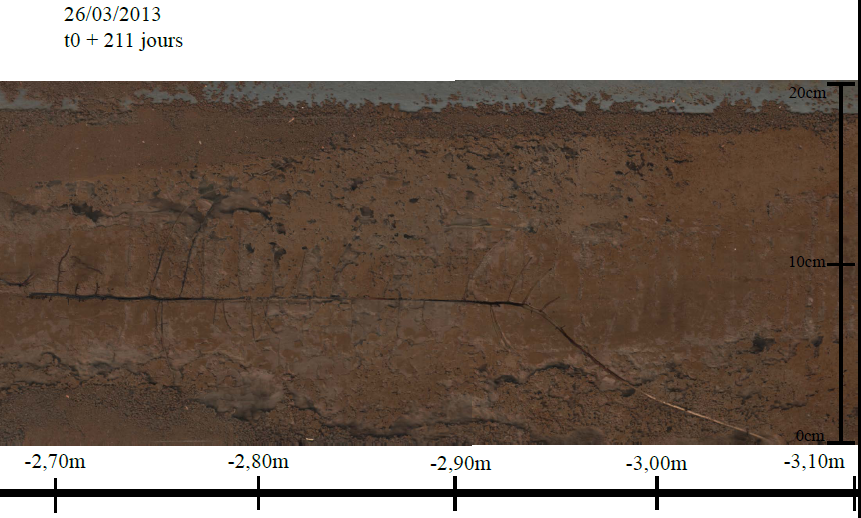 26/03/2013
t0 + 211 jours
20cm
10cm
0cm
-2,70m
-2,80m
-2,90m
-3,00m
-3,10m